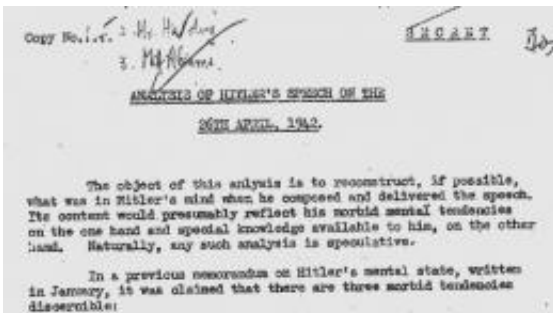 Copy No. 2. Mr. SECRET
3.
ANALYSIS OF HITLER'S SPEECH ON THE
26TH APRIL, 1942.
The object of this anlysis is to reconstruct, if possible,
what was in Hitler's mind when he composed and delivered the speech.
Its content would presumably reflect his morbid mental tendencies
on the one hand and special knowledge available to him, on the other
hand. Naturally, any such analysis is speculative.
In a previous memorandum on Hitler's mental state, written
in January, it was claimed that there are three morbid tendencies
discernible: